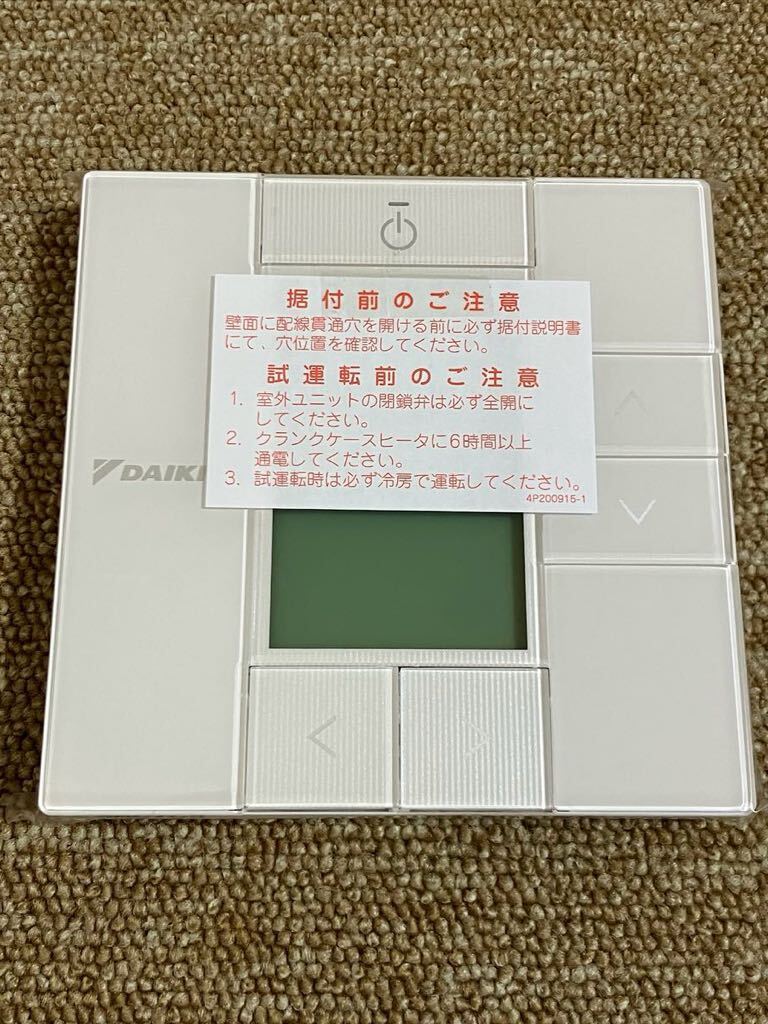 据付前のご注意
壁面に配線貫通穴を開ける前に必ず据付説明書
にて、穴位置を確認してください。
試運転前のご注意
1. 室外ユニットの閉鎖弁は必ず全開に
してください。
2. クランクケースヒータに6時間以上
通電してください。
3. 試運転時は必ず冷房で運転してください。
4P200915-1
DAIKI